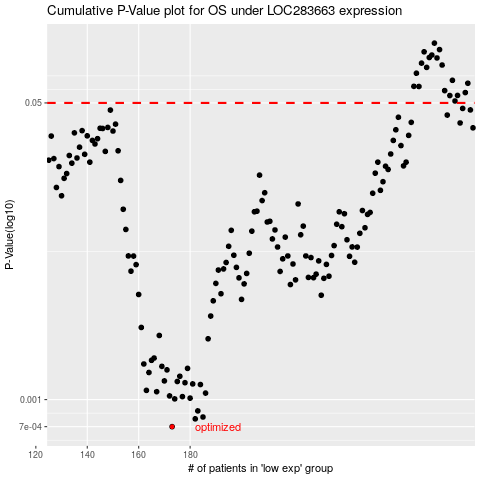 Cumulative P-Value plot for OS under LOC283663 expression
P-Value(log10)
0.05
0.001
7e-04
optimized
120 140 160 180
# of patients in 'low exp' group